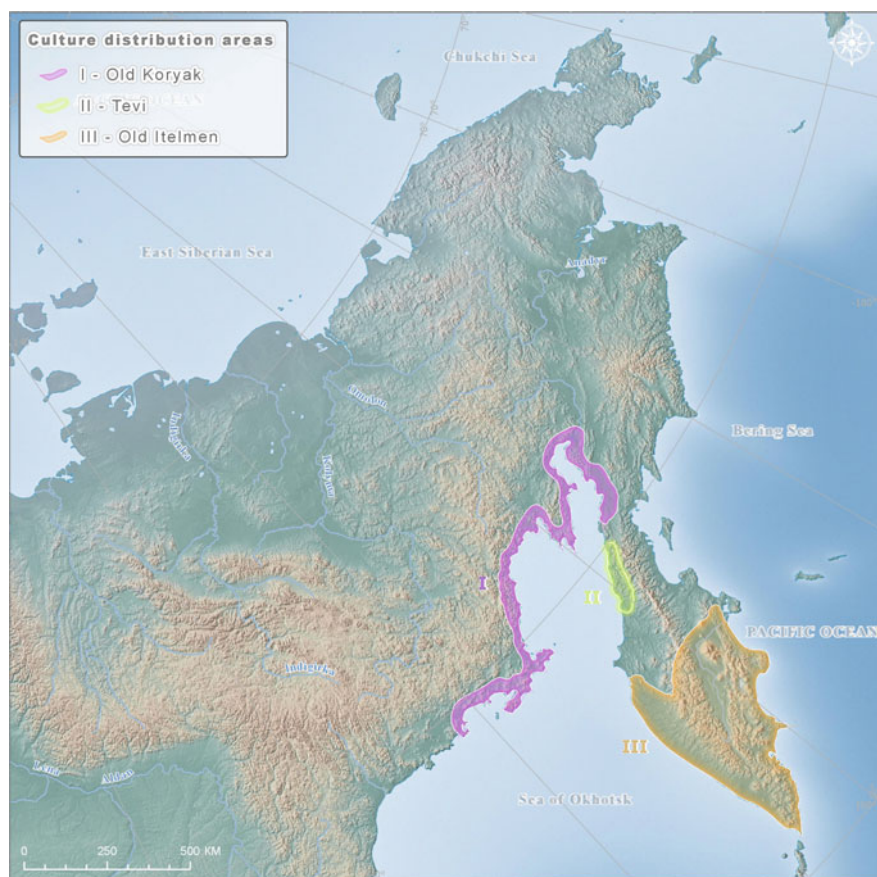 Culture distribution areas
I - Old Koryak
II - Tevi
III - Old Itelmen
Chukchi Sea
East Siberian Sea
Anadyr
Bering Sea
Omolon
Indigirka
Kolyma
I
II
PACIFIC OCEAN
Indigirka
III
Lena
Aldan
Sea of Okhotsk
0 250 500 KM